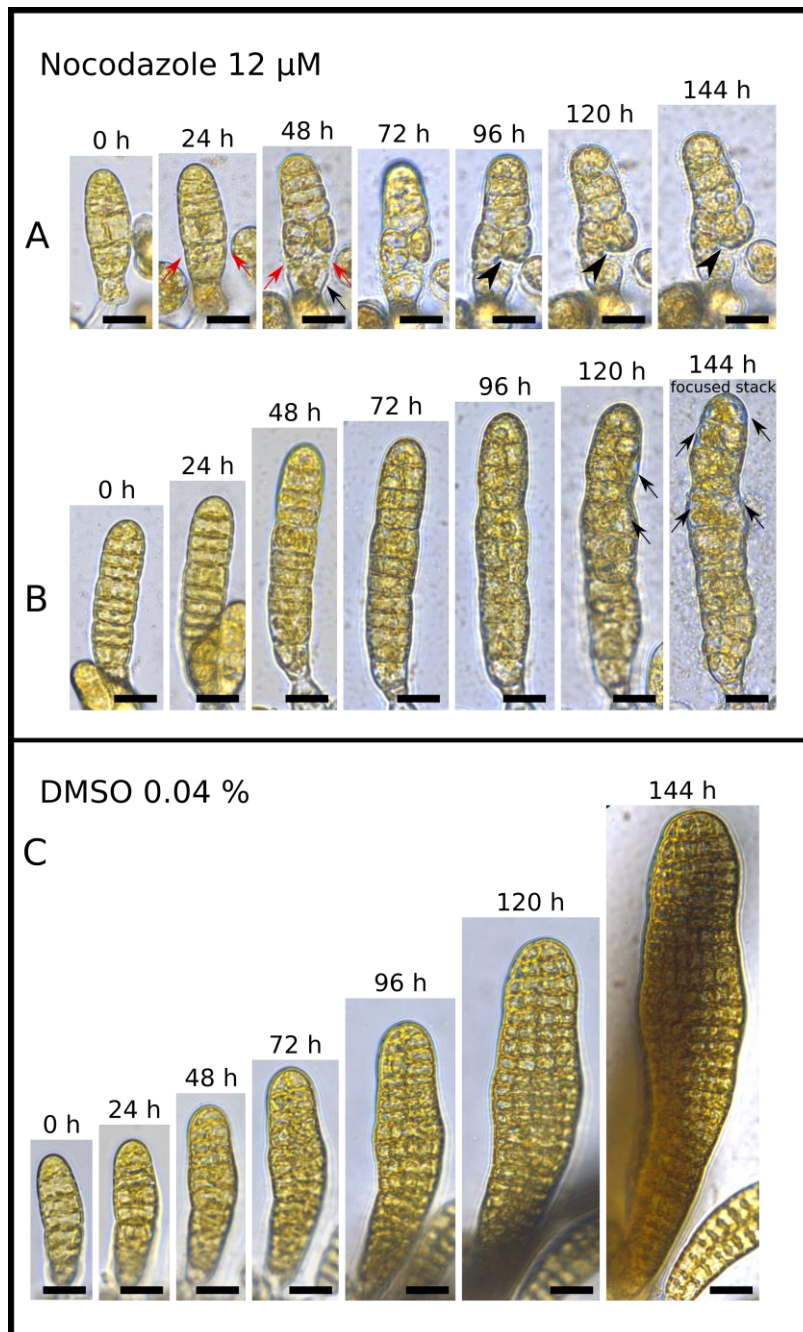 Nocodazole 12 µM
A
0 h
24 h
48 h
72 h
96 h
120 h
144 h
B
0 h
24 h
48 h
72 h
96 h
120 h
144 h
focused stack
DMSO 0.04 %
C
0 h
24 h
48 h
72 h
96 h
120 h
144 h